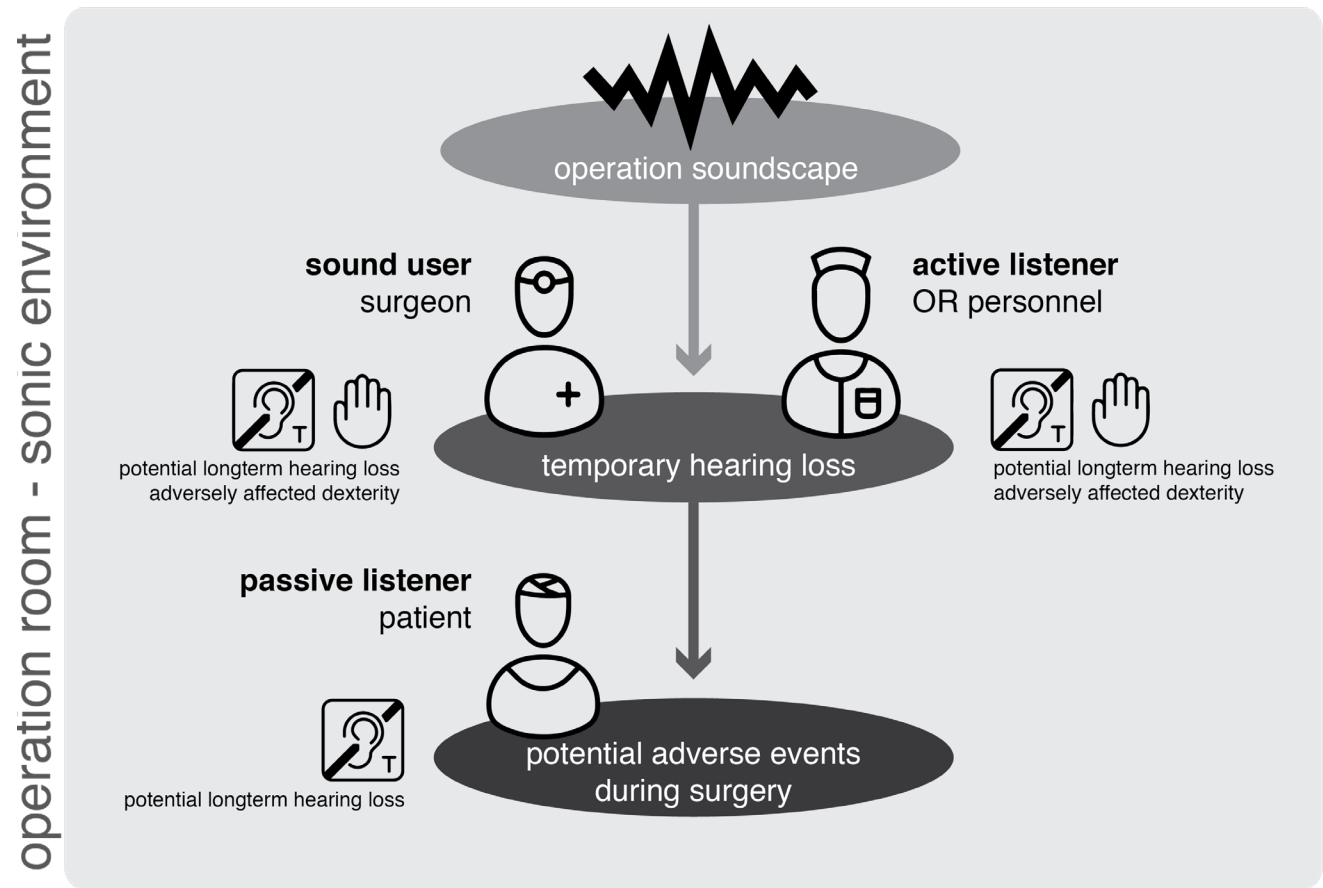 operation room - sonic environment
operation soundscape
sound user
surgeon
active listener
OR personnel
T
potential longterm hearing loss
adversely affected dexterity
T
potential longterm hearing loss
adversely affected dexterity
temporary hearing loss
passive listener
patient
T
potential longterm hearing loss
potential adverse events
during surgery